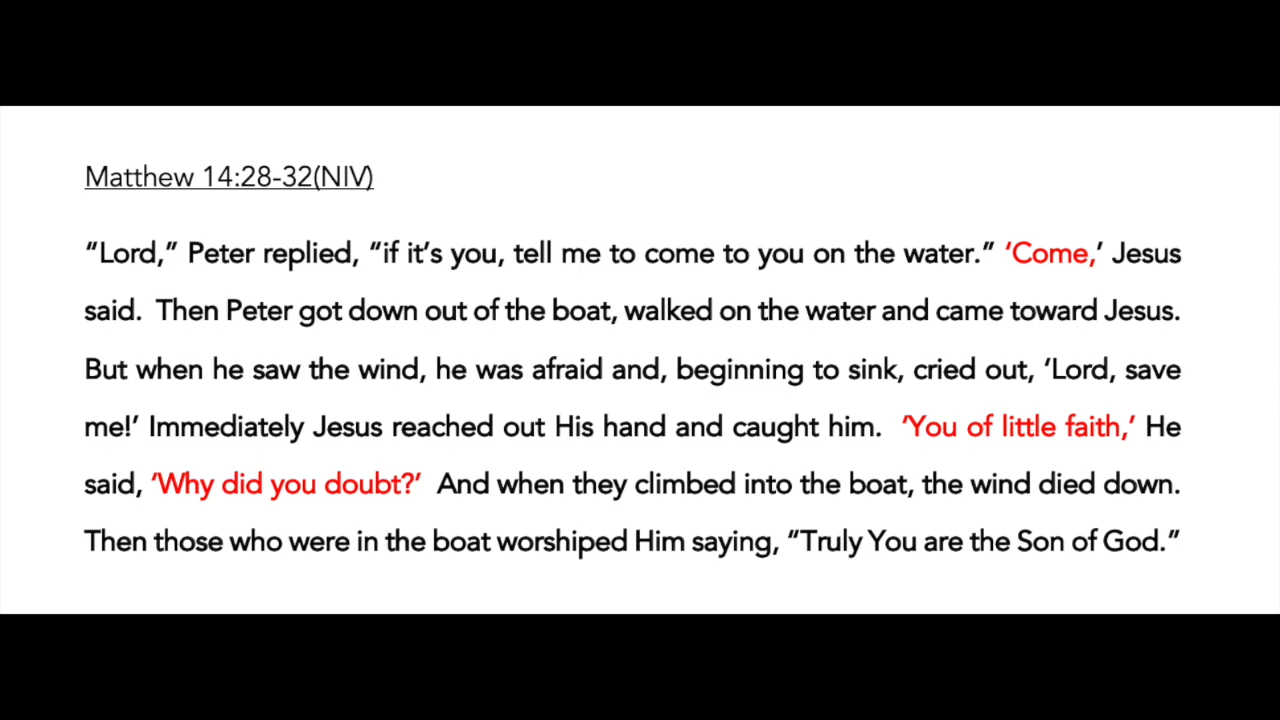 Matthew 14:28-32(NIV)
“Lord,” Peter replied, “if it’s you, tell me to come to you on the water.” ‘Come,’ Jesus
said.  Then Peter got down out of the boat, walked on the water and came toward Jesus.
But when he saw the wind, he was afraid and, beginning to sink, cried out, ‘Lord, save
me!’ Immediately Jesus reached out His hand and caught him.  ‘You of little faith,’ He
said, ‘Why did you doubt?’  And when they climbed into the boat, the wind died down.
Then those who were in the boat worshiped Him saying, “Truly You are the Son of God.”